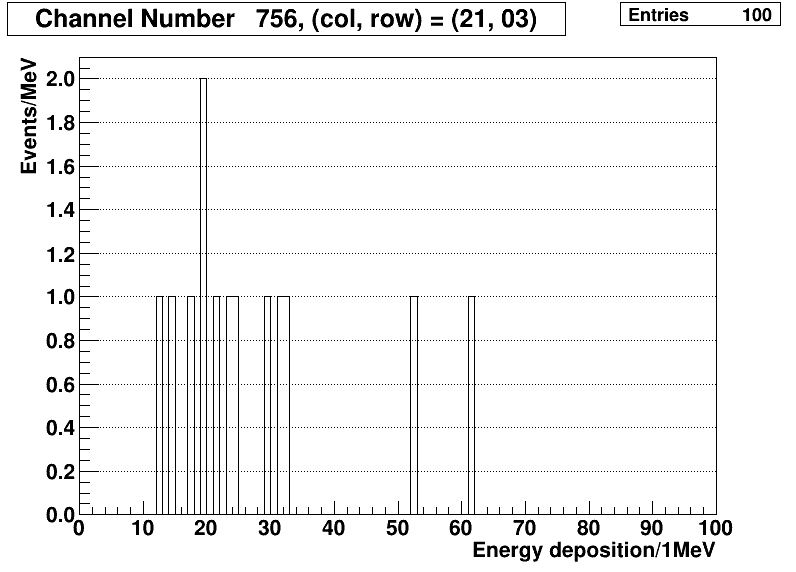 Channel Number 756, (col, row) = (21, 03)
Entries 100
Events/MeV
2.0
1.8
1.6
1.4
1.2
1.0
0.8
0.6
0.4
0.2
0.0
0 10 20 30 40 50 60 70 80 90 100
Energy deposition/1MeV